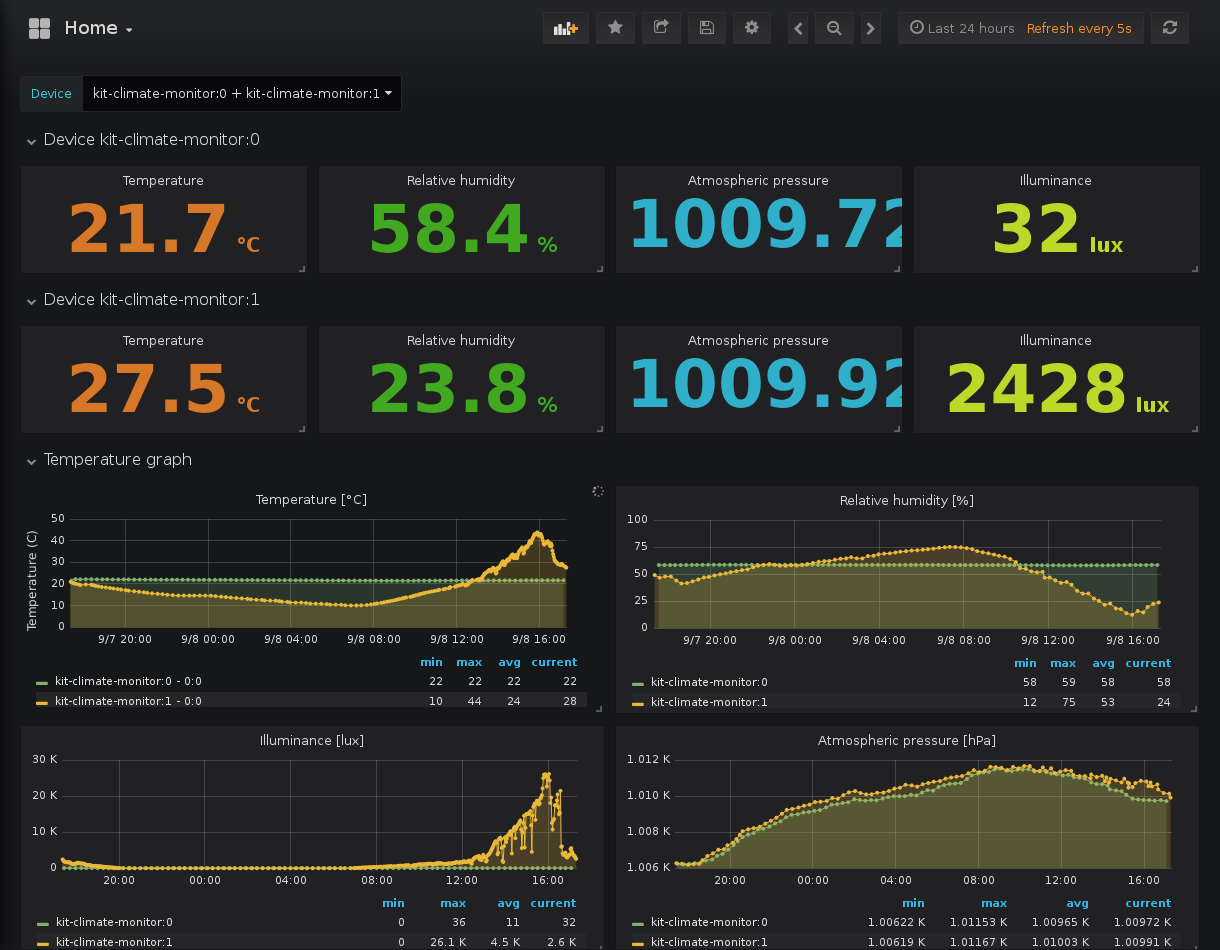 Home
Last 24 hours Refresh every 5s
Device kit-climate-monitor:0 + kit-climate-monitor:1
Device kit-climate-monitor:0
Temperature Relative humidity Atmospheric pressure Illuminance
21.7 °C 58.4 % 1009.72 32 lux
Device kit-climate-monitor:1
Temperature Relative humidity Atmospheric pressure Illuminance
27.5 °C 23.8 % 1009.92 2428 lux
Temperature graph
Temperature [°C]
Temperature (C)
50
40
30
20
10
0
9/7 20:00 9/8 00:00 9/8 04:00 9/8 08:00 9/8 12:00 9/8 16:00
min max avg current
kit-climate-monitor:0 - 0:0 22 22 22 22
kit-climate-monitor:1 - 0:0 10 44 24 28
Relative humidity [%]
100
75
50
25
0
9/7 20:00 9/8 00:00 9/8 04:00 9/8 08:00 9/8 12:00 9/8 16:00
min max avg current
kit-climate-monitor:0 58 59 58 58
kit-climate-monitor:1 12 75 53 24
Illuminance [lux]
30 K
20 K
10 K
0
20:00 00:00 04:00 08:00 12:00 16:00
min max avg current
kit-climate-monitor:0 0 36 11 32
kit-climate-monitor:1 0 26.1 K 4.5 K 2.6 K
Atmospheric pressure [hPa]
1.012 K
1.010 K
1.008 K
1.006 K
20:00 00:00 04:00 08:00 12:00 16:00
min max avg current
kit-climate-monitor:0 1.00622 K 1.01153 K 1.00965 K 1.00972 K
kit-climate-monitor:1 1.00619 K 1.01167 K 1.01003 K 1.00991 K